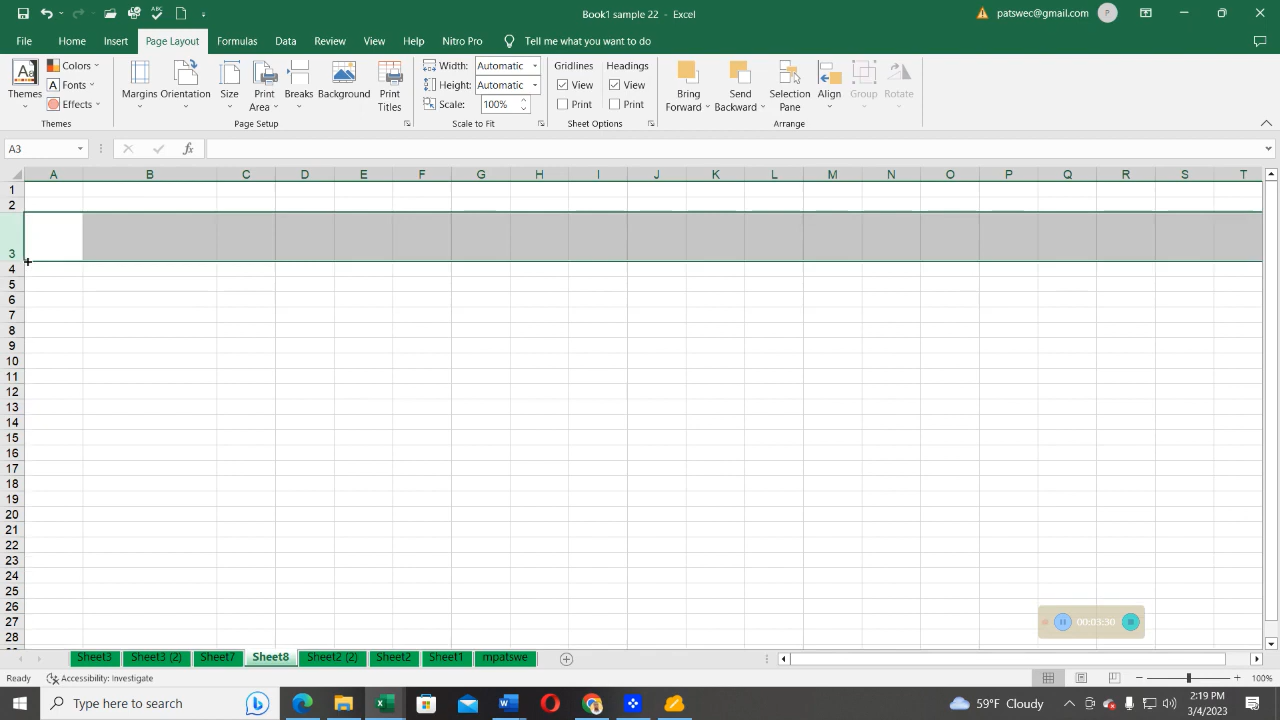 Book1 sample 22 - Excel
patswec@gmail.com
P
File Home Insert Page Layout Formulas Data Review View Help Nitro Pro Tell me what you want to do
Themes
Colors
Fonts
Effects
Themes
Margins
Orientation
Size
Print Area
Breaks
Background
Print Titles
Page Setup
Width: Automatic
Height: Automatic
Scale: 100%
Scale to Fit
Gridlines
View
Print
Headings
View
Print
Sheet Options
Bring Forward
Send Backward
Selection Pane
Align
Group
Rotate
Arrange
A3
fx
A B C D E F G H I J K L M N O P Q R S T
1
2
3
4
5
6
7
8
9
10
11
12
13
14
15
16
17
18
19
20
21
22
23
24
25
26
27
28
00:03:30
Sheet3 Sheet3 (2) Sheet7 Sheet8 Sheet2 (2) Sheet2 Sheet1 mpatswe
Ready Accessibility: Investigate
100%
Type here to search
59°F Cloudy
2:19 PM
3/4/2023